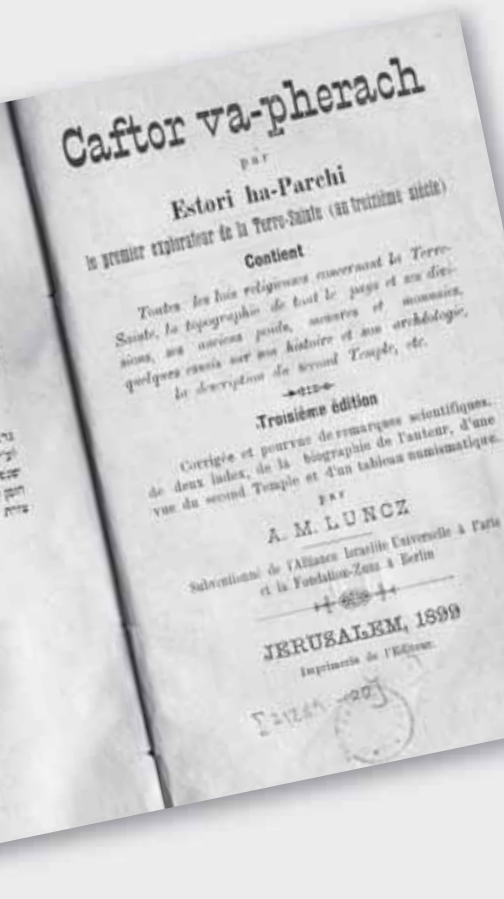 Caftor va-pherach
par
Estori ha-Parchi
le premier explorateur de la Terre-Sainte (au treizième siècle)
Contient
Toutes les lois religieuses concernant la Terre-
Sainte, la topographie de tout le pays et ses divi-
sions, ses anciens poids, mesures et monnaies,
quelques essais sur son histoire et son archéologie,
la description du second Temple, etc.
Troisième édition
Corrigée et pourvue de remarques scientifiques,
de deux index, de la biographie de l'auteur, d'une
vue du second Temple et d'un tableau numismatique
par
A. M. LUNCZ
Subventionné de l'Alliance Israélite Universelle à Paris
et la Fondation-Zunz à Berlin
JERUSALEM, 1899
Imprimerie de l'Editeur.